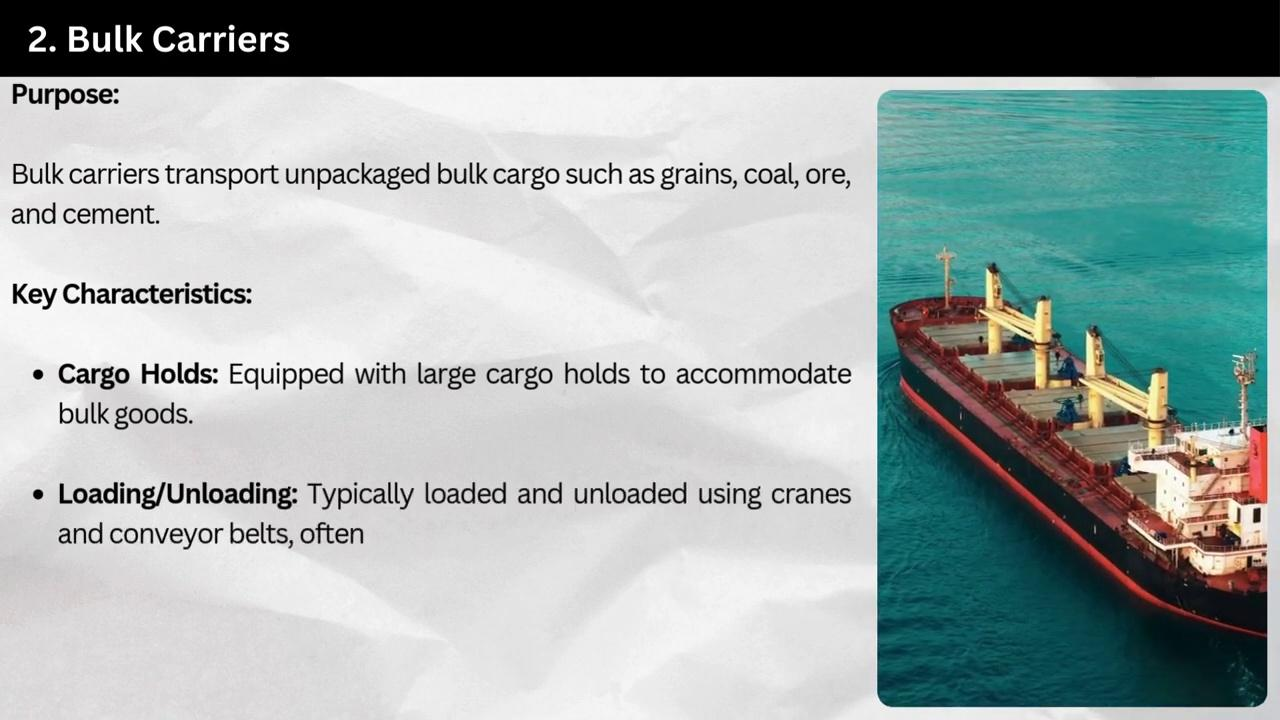 2. Bulk Carriers
Purpose:
Bulk carriers transport unpackaged bulk cargo such as grains, coal, ore,
and cement.
Key Characteristics:
• Cargo Holds: Equipped with large cargo holds to accommodate
bulk goods.
• Loading/Unloading: Typically loaded and unloaded using cranes
and conveyor belts, often